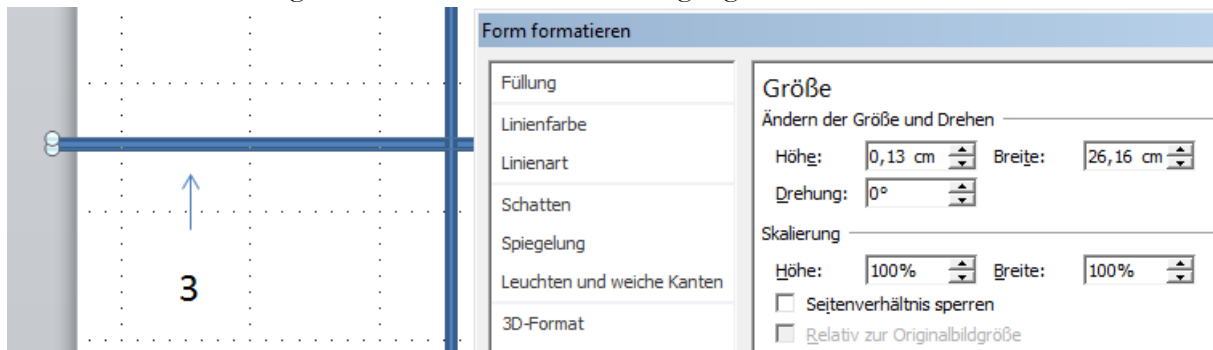 Form formatieren
Füllung
Linienfarbe
Linienart
Schatten
Spiegelung
Leuchten und weiche Kanten
3D-Format
Größe
Ändern der Größe und Drehen
Höhe: 0,13 cm Breite: 26,16 cm
Drehung: 0°
Skalierung
Höhe: 100% Breite: 100%
Seitenverhältnis sperren
Relativ zur Originalbildgröße
3